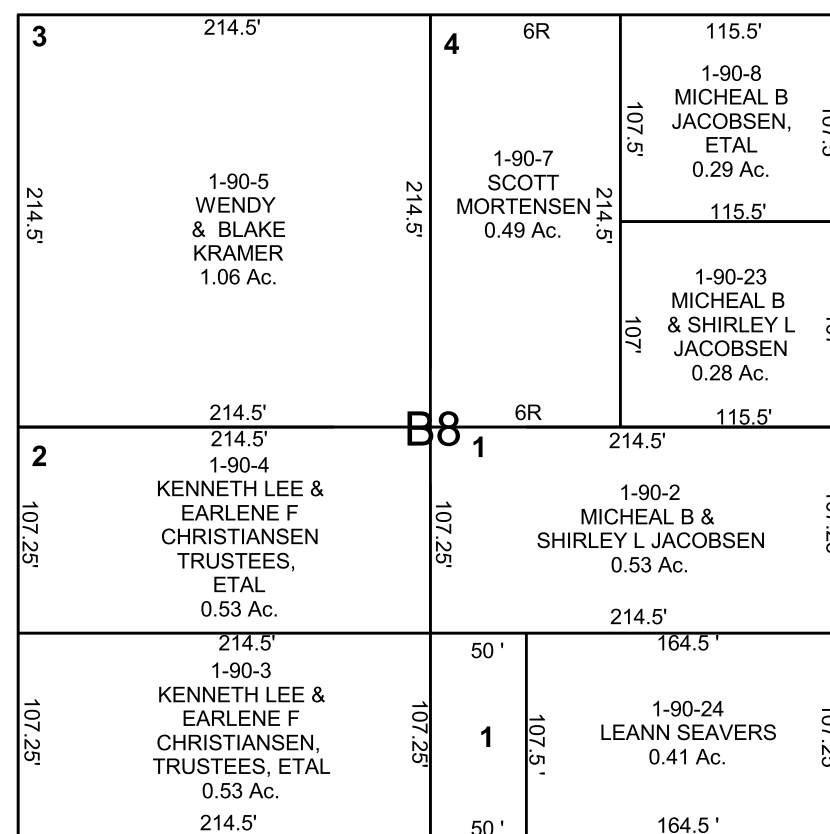 3
214.5'
214.5'
1-90-5
WENDY
& BLAKE
KRAMER
1.06 Ac.
214.5'
214.5'
4
6R
1-90-7
SCOTT
MORTENSEN
0.49 Ac.
214.5'
6R
115.5'
107.5'
1-90-8
MICHEAL B
JACOBSEN,
ETAL
0.29 Ac.
115.5'
107'
1-90-23
MICHEAL B
& SHIRLEY L
JACOBSEN
0.28 Ac.
115.5'
B8
2
214.5'
107.25'
1-90-4
KENNETH LEE &
EARLENE F
CHRISTIANSEN
TRUSTEES,
ETAL
0.53 Ac.
1
214.5'
107.25'
1-90-2
MICHEAL B &
SHIRLEY L JACOBSEN
0.53 Ac.
214.5'
214.5'
107.25'
1-90-3
KENNETH LEE &
EARLENE F
CHRISTIANSEN,
TRUSTEES, ETAL
0.53 Ac.
107.25'
214.5'
50 '
1
107.5 '
50 '
164.5'
1-90-24
LEANN SEAVERS
0.41 Ac.
164.5 '